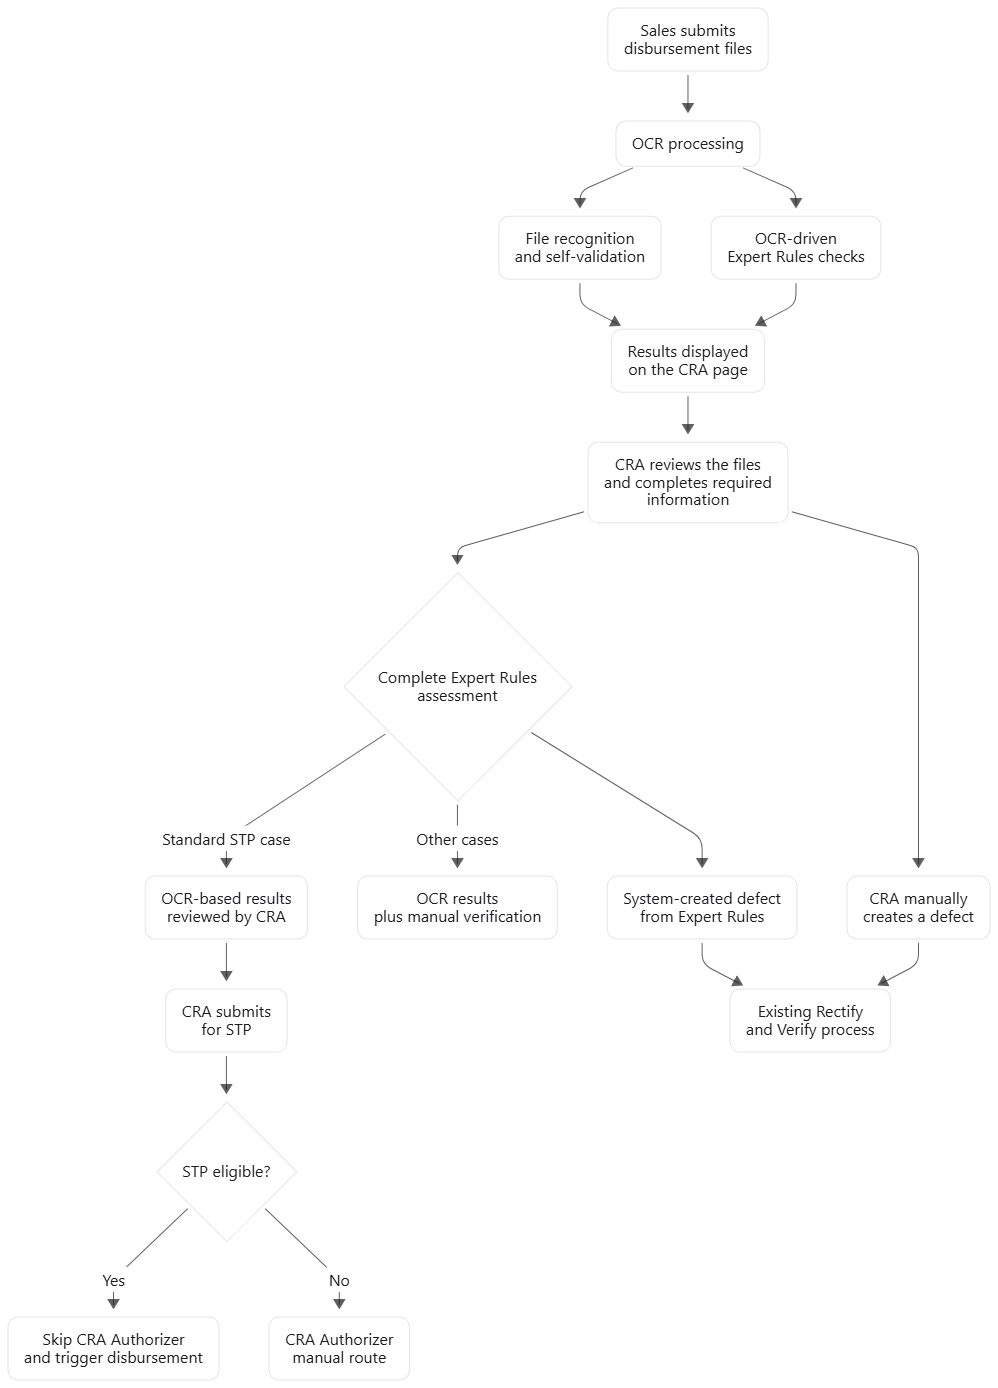 Sales submits
disbursement files
OCR processing
File recognition
and self-validation
OCR-driven
Expert Rules checks
Results displayed
on the CRA page
CRA reviews the files
and completes required
information
Complete Expert Rules
assessment
Standard STP case
Other cases
OCR-based results
reviewed by CRA
OCR results
plus manual verification
System-created defect
from Expert Rules
CRA manually
creates a defect
CRA submits
for STP
Existing Rectify
and Verify process
STP eligible?
Yes
No
Skip CRA Authorizer
and trigger disbursement
CRA Authorizer
manual route